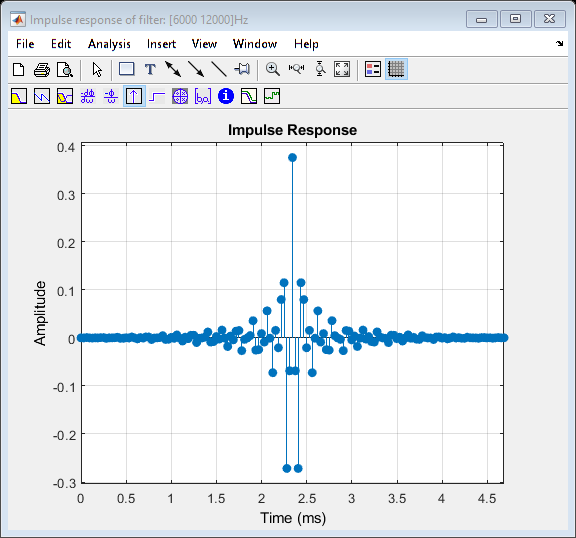 Impulse response of filter: [6000 12000]Hz
File Edit Analysis Insert View Window Help
Impulse Response
0.4
0.3
0.2
0.1
0
-0.1
-0.2
-0.3
Amplitude
0 0.5 1 1.5 2 2.5 3 3.5 4 4.5
Time (ms)